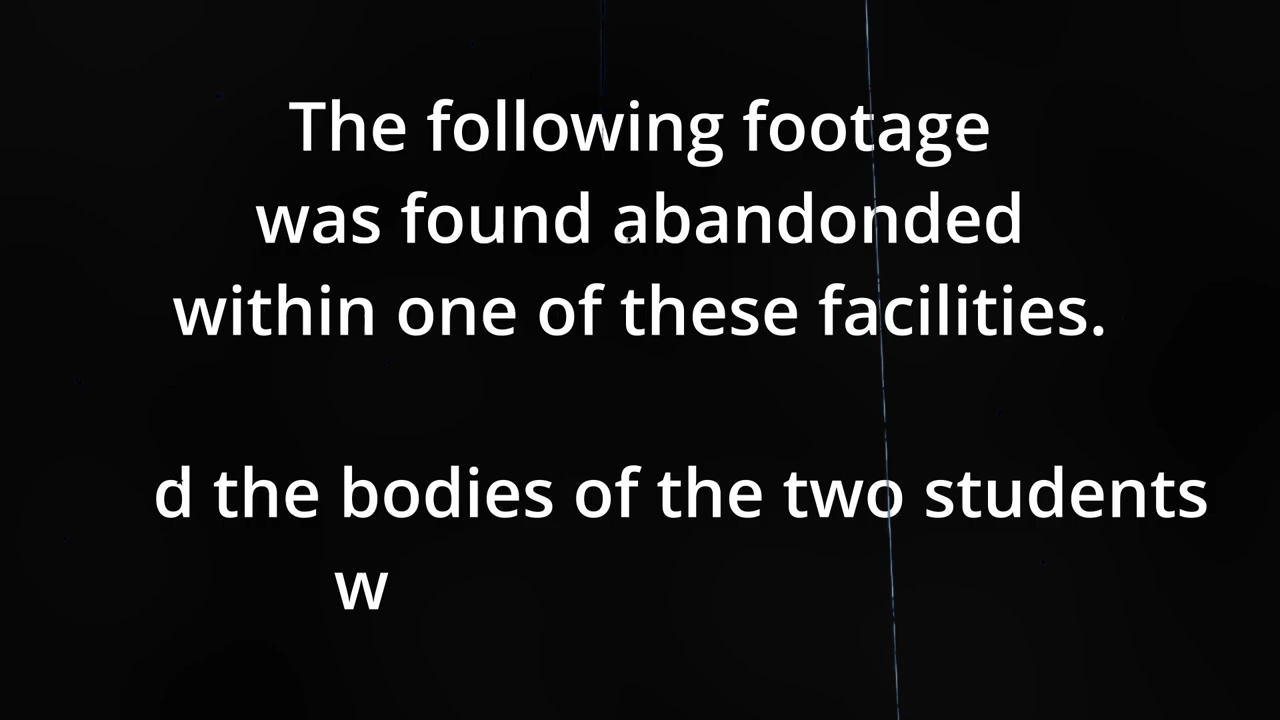 The following footage
was found abandonded
within one of these facilities.
d the bodies of the two students
w